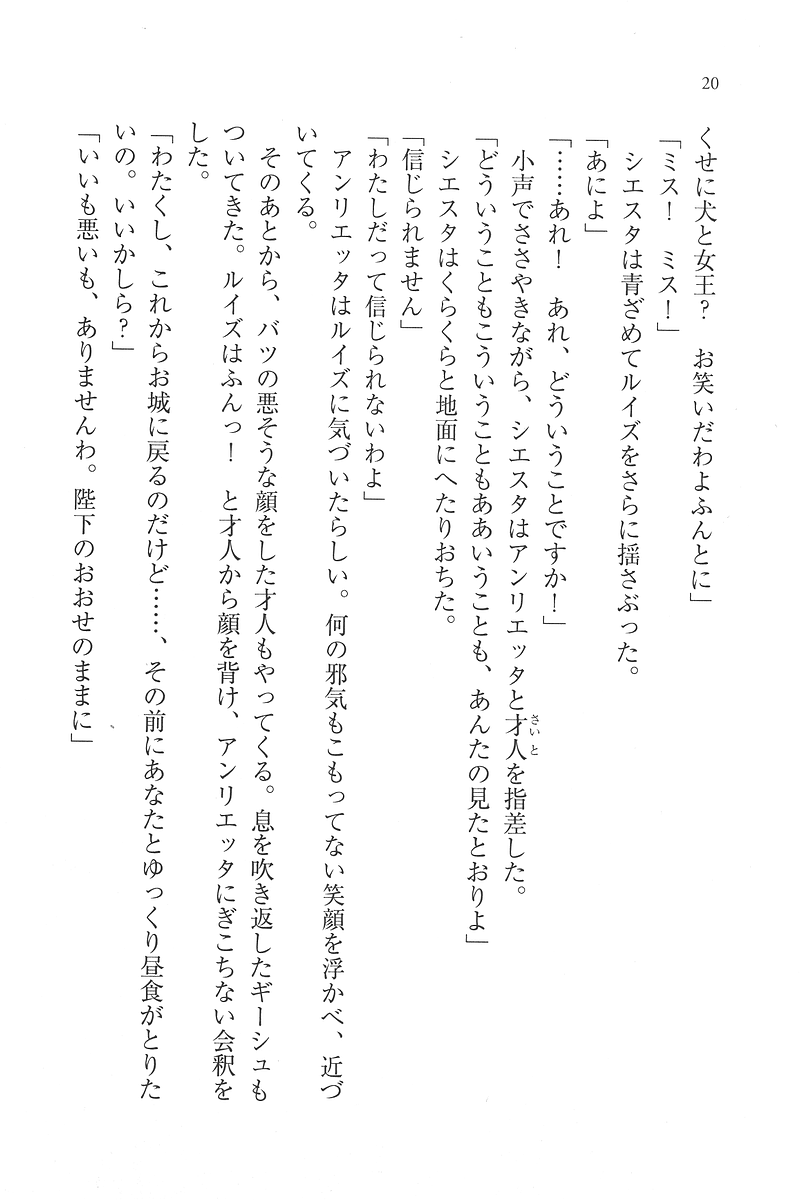 20
くせに犬と女王？　お笑いだわよふんとに」
「ミス！　ミス！」
　シエスタは青ざめてルイズをさらに揺さぶった。
「あによ」
「……あれ！　あれ、どういうことですか！」
　小声でささやきながら、シエスタはアンリエッタと才人を指差した。
さいと
「どういうこともこういうこともああいうことも、あんたの見たとおりよ」
　シエスタはくらくらと地面にへたりおちた。
「信じられません」
「わたしだって信じられないわよ」
　アンリエッタはルイズに気づいたらしい。何の邪気もこもってない笑顔を浮かべ、近づ
いてくる。
　そのあとから、バツの悪そうな顔をした才人もやってくる。息を吹き返したギーシュも
ついてきた。ルイズはふんっ！　と才人から顔を背け、アンリエッタにぎこちない会釈を
した。
「わたくし、これからお城に戻るのだけど……、その前にあなたとゆっくり昼食がとりた
いの。いいかしら？」
「いいも悪いも、ありませんわ。陛下のおおせのままに」